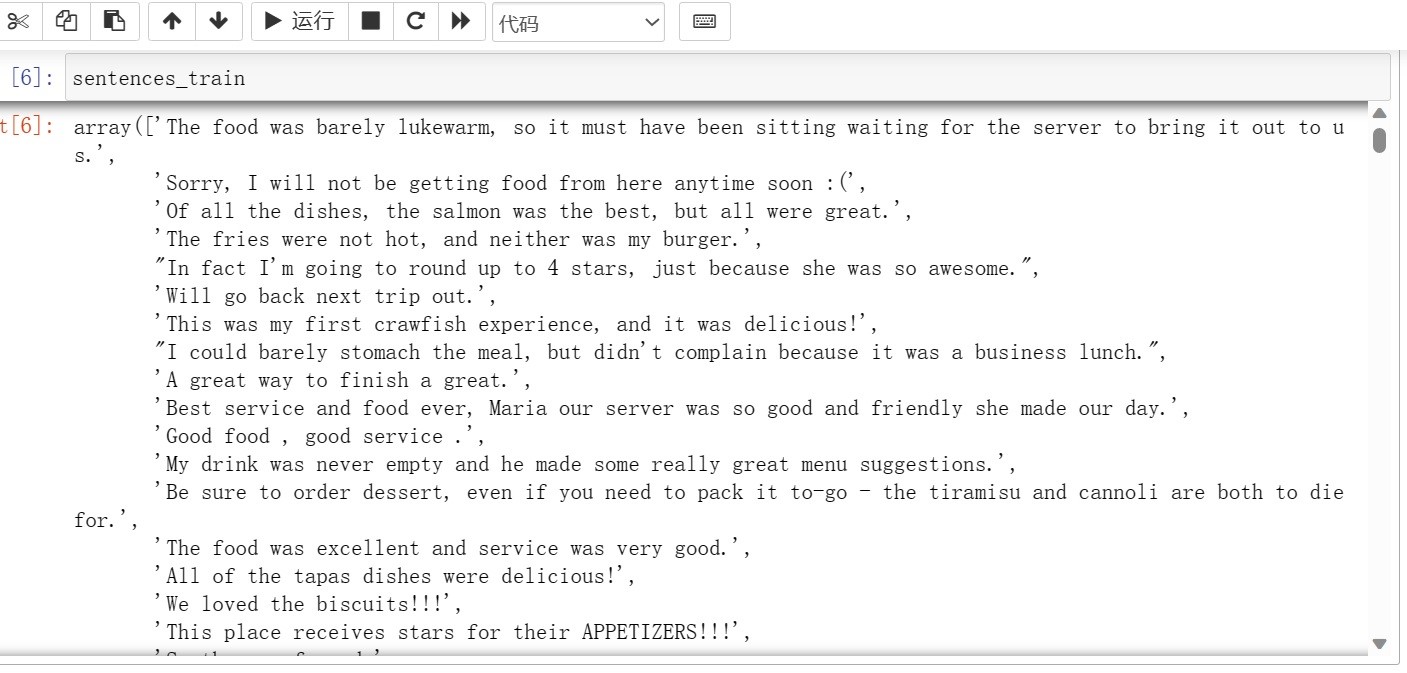 运行
代码
[6]: sentences_train
t[6]: array(['The food was barely lukewarm, so it must have been sitting waiting for the server to bring it out to u
s.',
'Sorry, I will not be getting food from here anytime soon :(',
'Of all the dishes, the salmon was the best, but all were great.',
'The fries were not hot, and neither was my burger.',
"In fact I'm going to round up to 4 stars, just because she was so awesome.",
'Will go back next trip out.',
'This was my first crawfish experience, and it was delicious!',
"I could barely stomach the meal, but didn't complain because it was a business lunch.",
'A great way to finish a great.',
'Best service and food ever, Maria our server was so good and friendly she made our day.',
'Good food , good service .',
'My drink was never empty and he made some really great menu suggestions.',
'Be sure to order dessert, even if you need to pack it to-go - the tiramisu and cannoli are both to die
for.',
'The food was excellent and service was very good.',
'All of the tapas dishes were delicious!',
'We loved the biscuits!!!',
'This place receives stars for their APPETIZERS!!!',